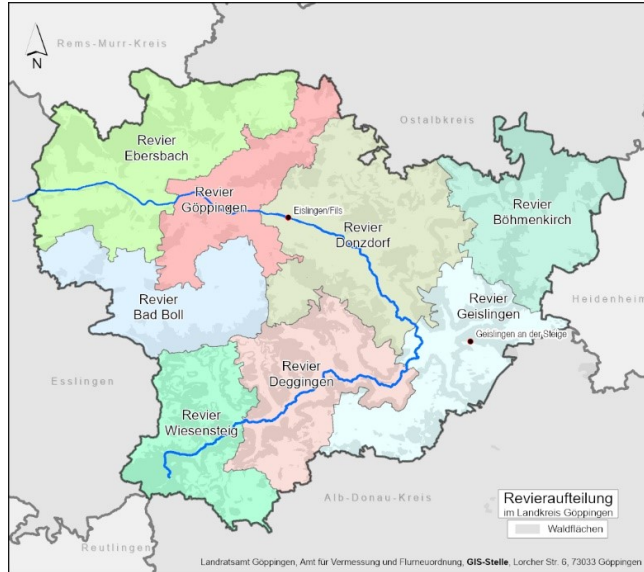 Rems-Murr-Kreis
N
Ostalbkreis
Revier
Ebersbach
Revier
Göppingen
Eislingen/Fils
Revier
Donzdorf
Revier
Böhmenkirch
Revier
Bad Boll
Revier
Geislingen
Heidenheim
Geislingen an der Steige
Esslingen
Revier
Deggingen
Revier
Wiesensteig
Alb-Donau-Kreis
Reutlingen
Revieraufteilung
im Landkreis Göppingen
Waldflächen
Landratsamt Göppingen, Amt für Vermessung und Flurneuordnung, GIS-Stelle, Lorcher Str. 6, 73033 Göppingen